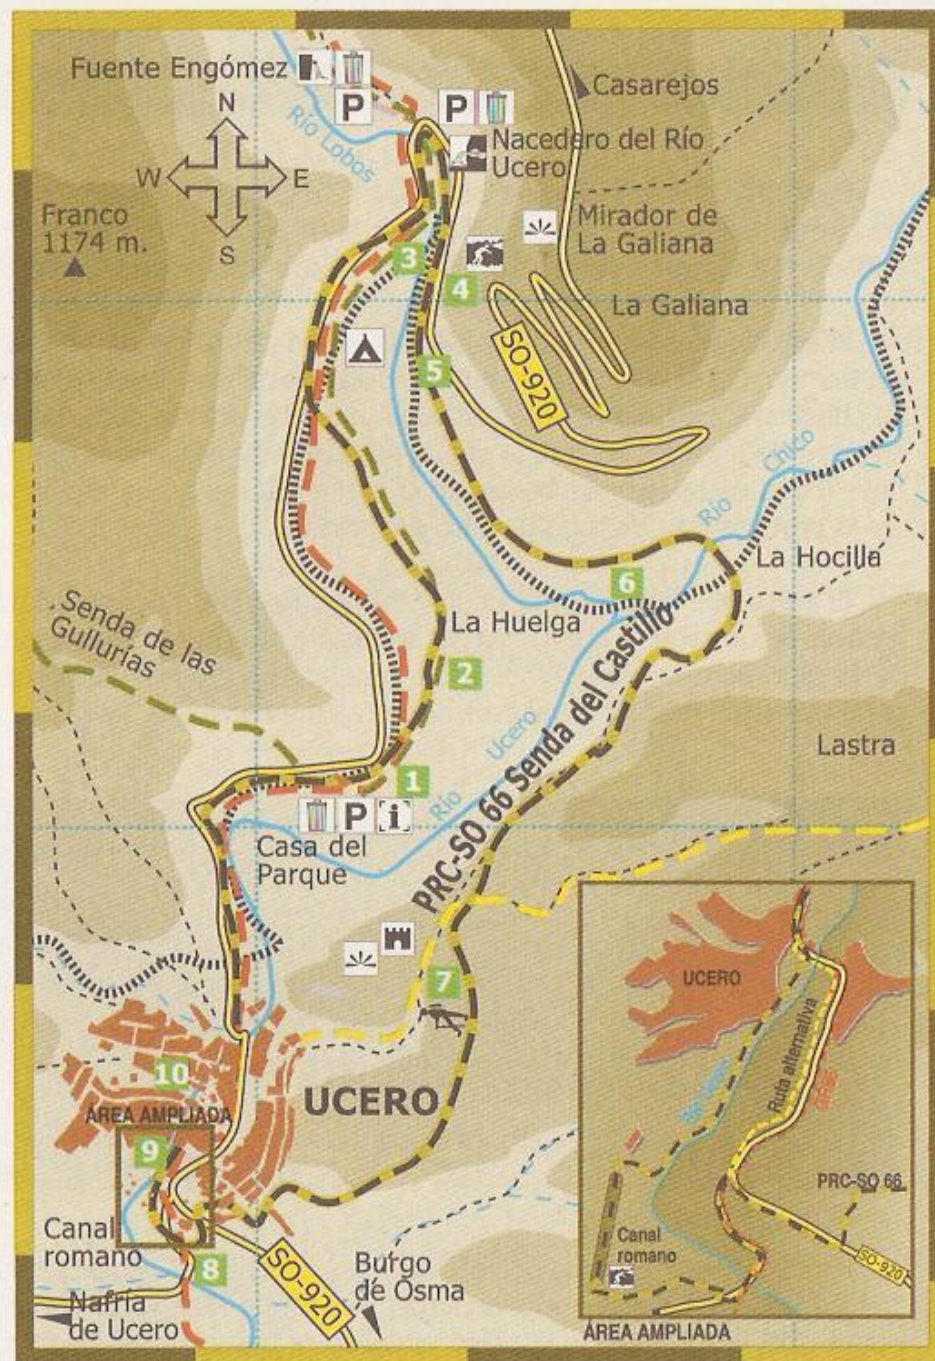 Fuente Engómez
P
P
Casarejos
N
W
E
S
Río Lobos
Nacedero del Río
Ucero
Franco
1174 m.
Mirador de
La Galiana
3
4
La Galiana
5
SO-920
Río Chico
La Hocilla
6
La Huelga
Senda de las
Gullurías
2
Río Ucero
PRC-SO 66 Senda del Castillo
Lastra
1
P
i
Casa del
Parque
7
10
UCERO
ÁREA AMPLIADA
9
Canal
romano
8
SO-920
Burgo
de Osma
Nafría
de Ucero
UCERO
Ruta alternativa
PRC-SO 66
Canal
romano
SO-920
ÁREA AMPLIADA